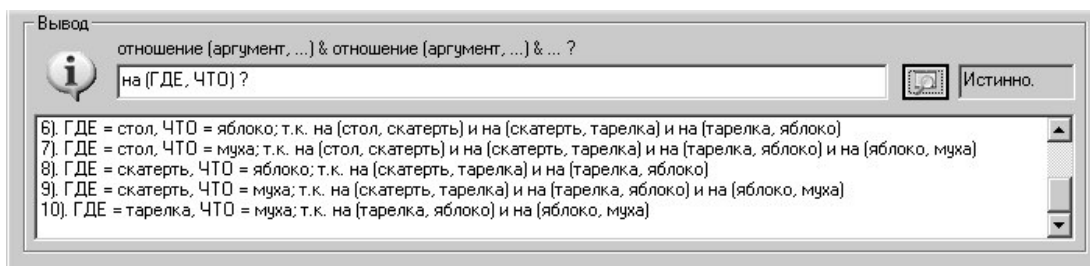 Вывод
отношение (аргумент, ...) & отношение (аргумент, ...) & ... ?
на (ГДЕ, ЧТО) ?
Истинно.
6). ГДЕ = стол, ЧТО = яблоко; т.к. на (стол, скатерть) и на (скатерть, тарелка) и на (тарелка, яблоко)
7). ГДЕ = стол, ЧТО = муха; т.к. на (стол, скатерть) и на (скатерть, тарелка) и на (тарелка, яблоко) и на (яблоко, муха)
8). ГДЕ = скатерть, ЧТО = яблоко; т.к. на (скатерть, тарелка) и на (тарелка, яблоко)
9). ГДЕ = скатерть, ЧТО = муха; т.к. на (скатерть, тарелка) и на (тарелка, яблоко) и на (яблоко, муха)
10). ГДЕ = тарелка, ЧТО = муха; т.к. на (тарелка, яблоко) и на (яблоко, муха)